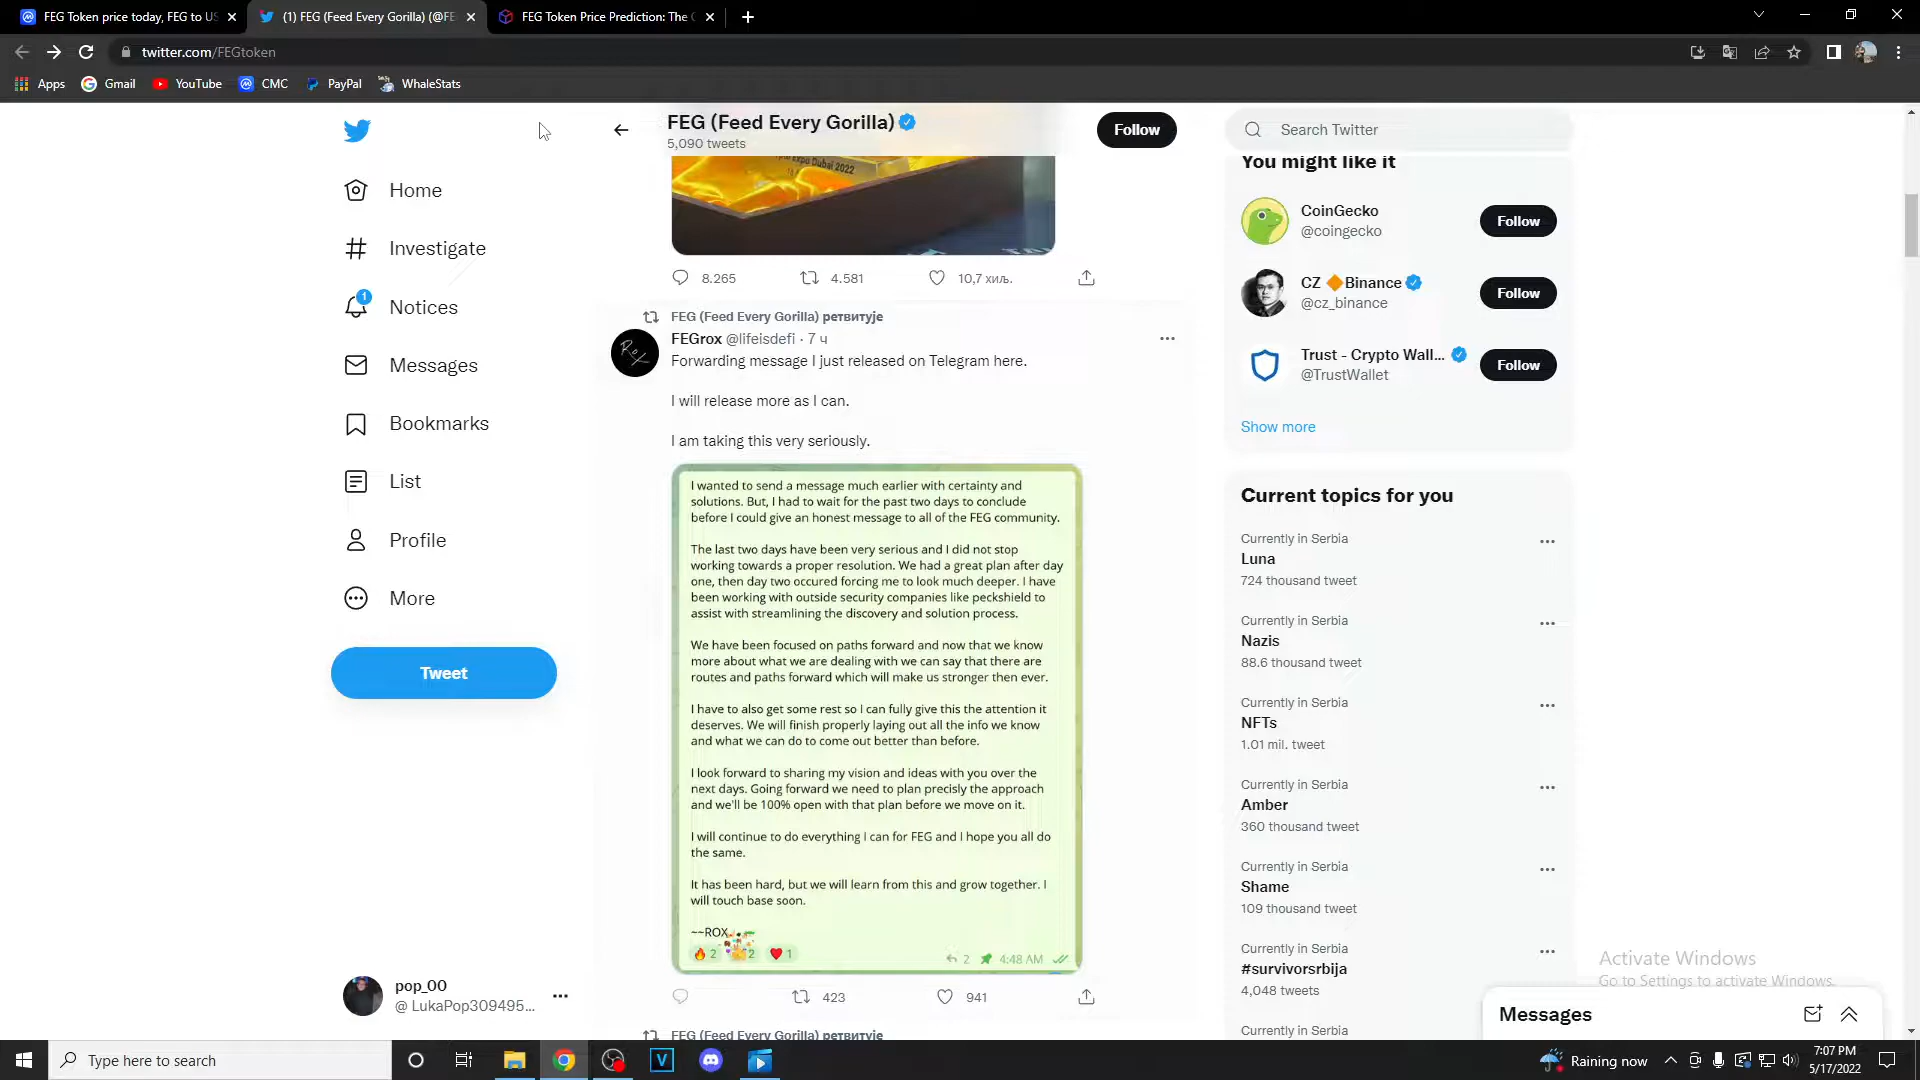 FEG Token price today, FEG to US
(1) FEG (Feed Every Gorilla) (@FE
FEG Token Price Prediction: The
twitter.com/FEGtoken
Apps
Gmail
YouTube
CMC
PayPal
WhaleStats
Home
Investigate
1
Notices
Messages
Bookmarks
List
Profile
More
Tweet
pop_00
@ LukaPop309495...
FEG (Feed Every Gorilla)
5,090 tweets
Follow
Expo Dubai 2022
8.265
4.581
10,7 хиљ.
FEG (Feed Every Gorilla) ретвитује
FEGrox @lifeisdefi · 7 ч
Forwarding message I just released on Telegram here.
I will release more as I can.
I am taking this very seriously.
I wanted to send a message much earlier with certainty and
solutions. But, I had to wait for the past two days to conclude
before I could give an honest message to all of the FEG community.
The last two days have been very serious and I did not stop
working towards a proper resolution. We had a great plan after day
one, then day two occured forcing me to look much deeper. I have
been working with outside security companies like peckshield to
assist with streamlining the discovery and solution process.
We have been focused on paths forward and now that we know
more about what we are dealing with we can say that there are
routes and paths forward which will make us stronger then ever.
I have to also get some rest so I can fully give this the attention it
deserves. We will finish properly laying out all the info we know
and what we can do to come out better than before.
I look forward to sharing my vision and ideas with you over the
next days. Going forward we need to plan precisly the approach
and we'll be 100% open with that plan before we move on it.
I will continue to do everything I can for FEG and I hope you all do
the same.
It has been hard, but we will learn from this and grow together. I
will touch base soon.
~~ROX
2
2
1
2
4:48 AM
423
941
FEG (Feed Every Gorilla) ретвитује
Search Twitter
You might like it
CoinGecko
@coingecko
Follow
CZ Binance
@cz_binance
Follow
Trust - Crypto Wall...
@TrustWallet
Follow
Show more
Current topics for you
Currently in Serbia
Luna
724 thousand tweet
Currently in Serbia
Nazis
88.6 thousand tweet
Currently in Serbia
NFTs
1.01 mil. tweet
Currently in Serbia
Amber
360 thousand tweet
Currently in Serbia
Shame
109 thousand tweet
Currently in Serbia
#survivorsrbija
4,048 tweets
Currently in Serbia
Activate Windows
Go to Settings to activate Windows.
Messages
Type here to search
Raining now
7:07 PM
5/17/2022